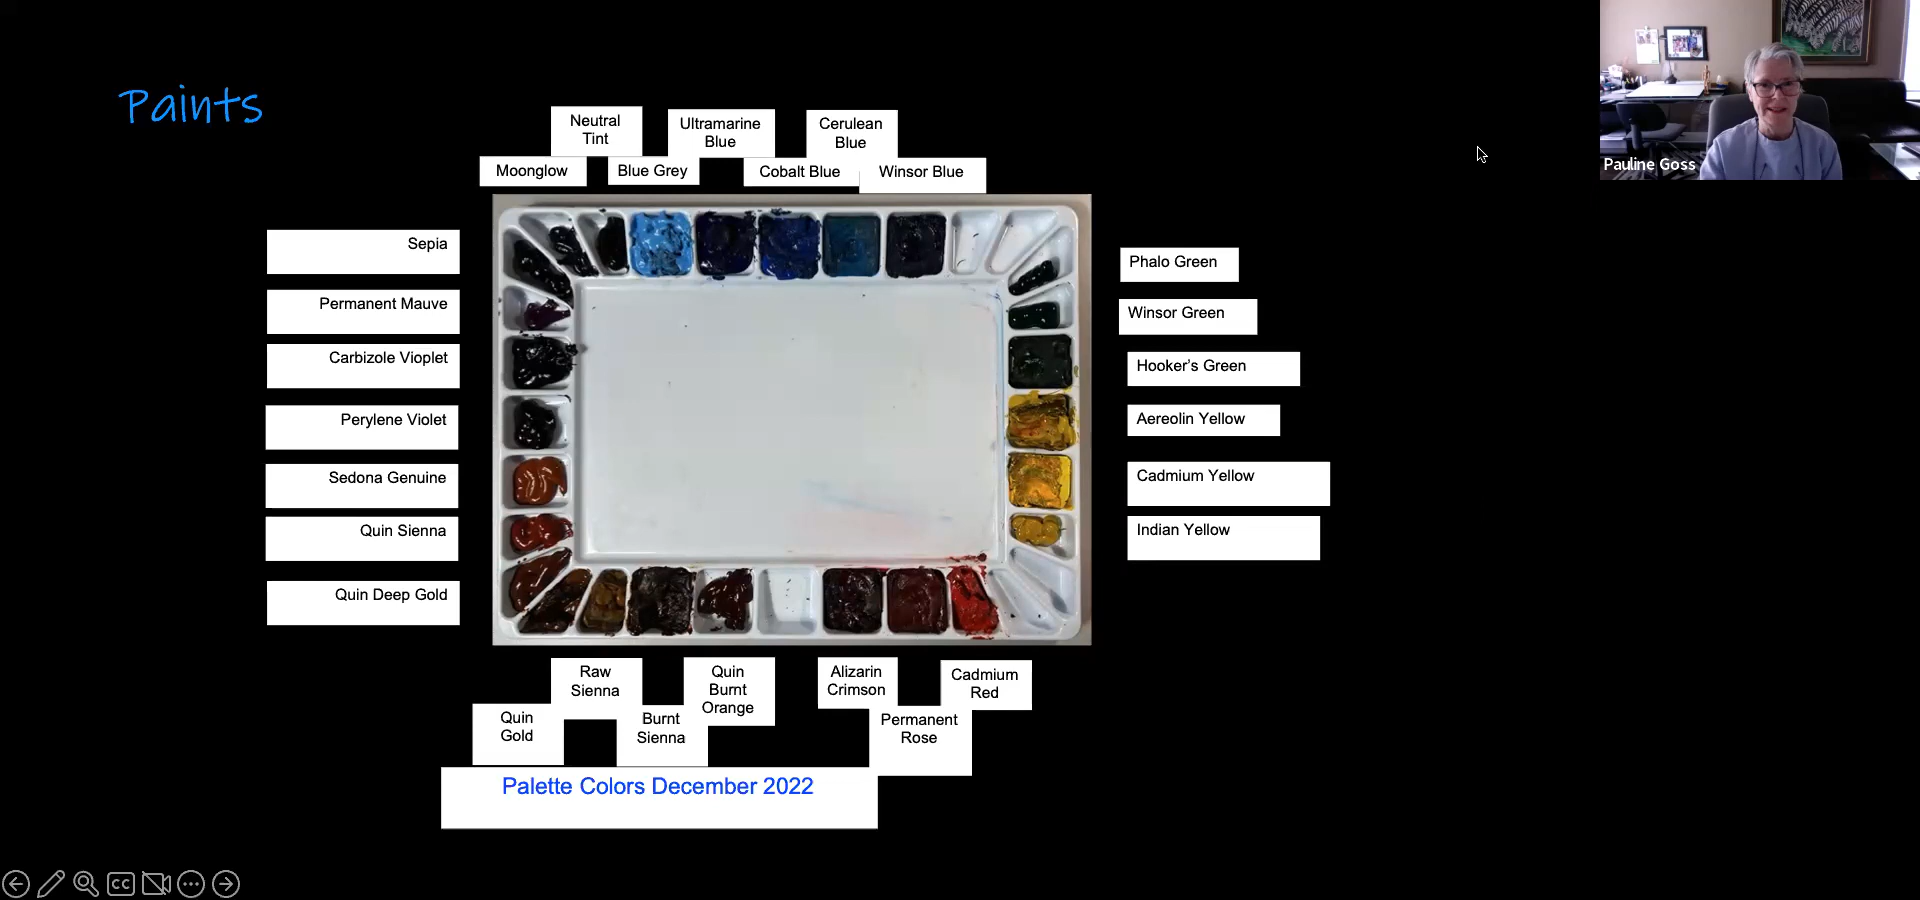 Paints
Neutral
Tint
Ultramarine
Blue
Cerulean
Blue
Moonglow
Blue Grey
Cobalt Blue
Winsor Blue
Pauline Goss
Sepia
Permanent Mauve
Carbizole Vioplet
Perylene Violet
Sedona Genuine
Quin Sienna
Quin Deep Gold
Phalo Green
Winsor Green
Hooker's Green
Aereolin Yellow
Cadmium Yellow
Indian Yellow
Raw
Sienna
Quin
Burnt
Orange
Alizarin
Crimson
Cadmium
Red
Quin
Gold
Burnt
Sienna
Permanent
Rose
Palette Colors December 2022
CC